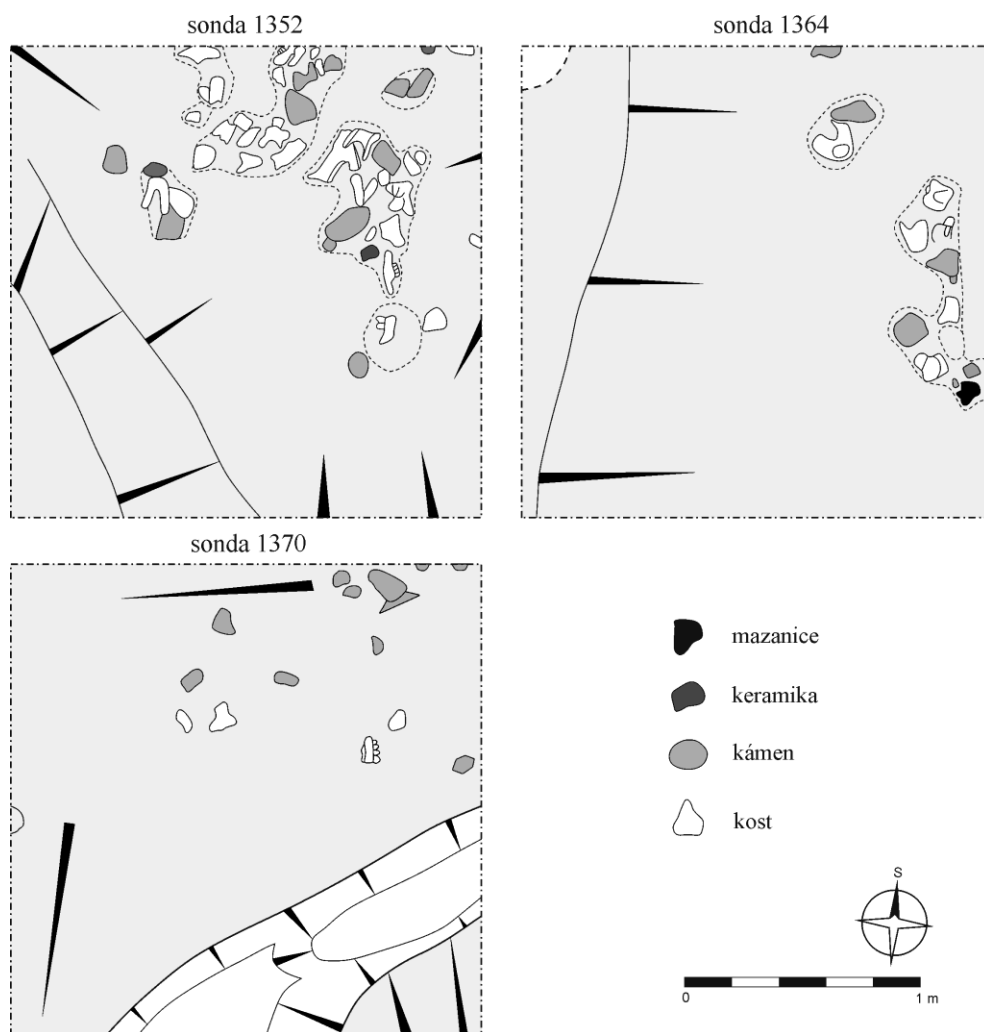 sonda 1352
sonda 1364
sonda 1370
mazanice
keramika
kámen
kost
S
0 1 m